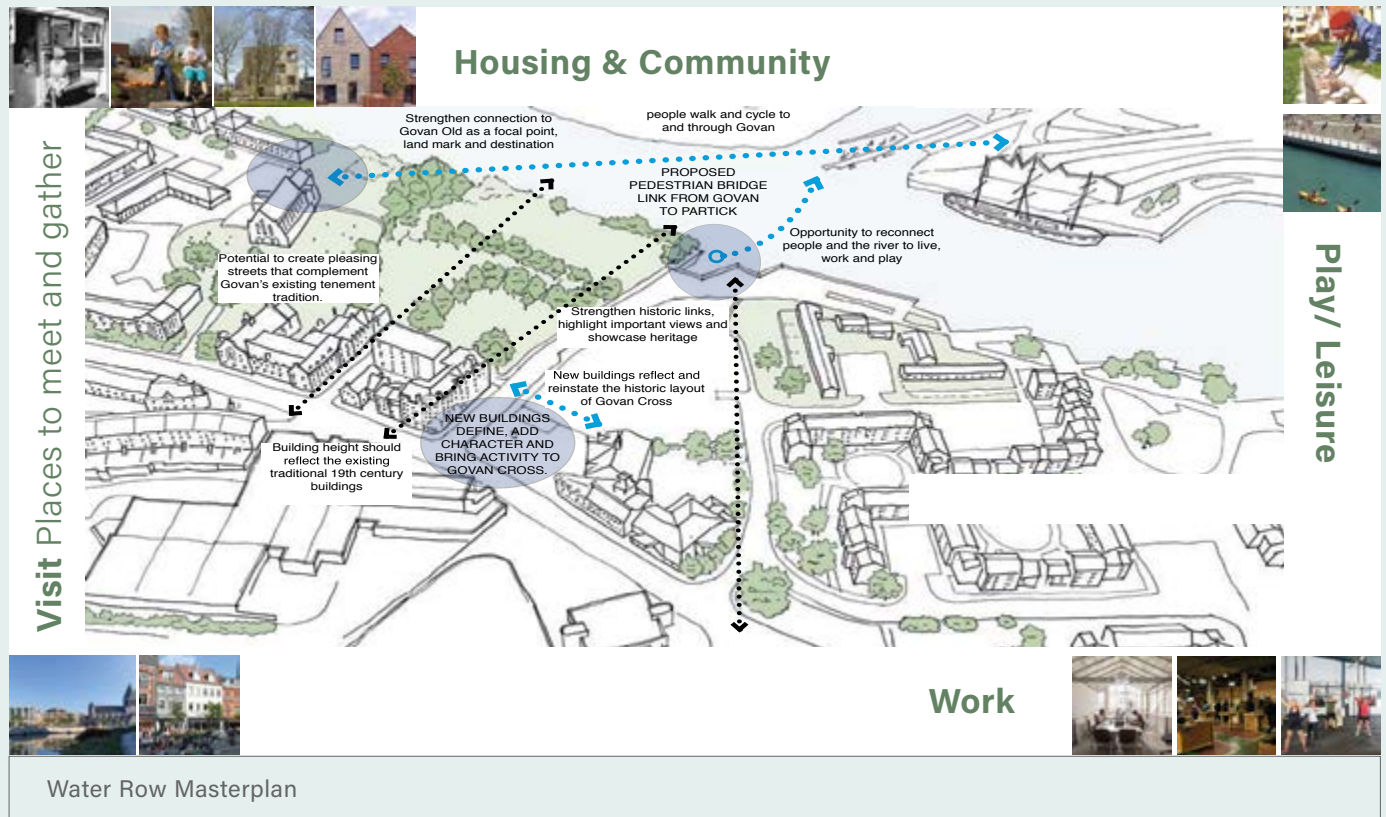 Housing & Community
Visit Places to meet and gather
Strengthen connection to
Govan Old as a focal point,
land mark and destination
people walk and cycle to
and through Govan
PROPOSED
PEDESTRIAN BRIDGE
LINK FROM GOVAN
TO PARTICK
Opportunity to reconnect
people and the river to live,
work and play
Potential to create pleasing
streets that complement
Govan's existing tenement
tradition.
Strengthen historic links,
highlight important views and
showcase heritage
New buildings reflect and
reinstate the historic layout
of Govan Cross
NEW BUILDINGS
DEFINE, ADD
CHARACTER AND
BRING ACTIVITY TO
GOVAN CROSS.
Building height should
reflect the existing
traditional 19th century
buildings
Play/ Leisure
Work
Water Row Masterplan